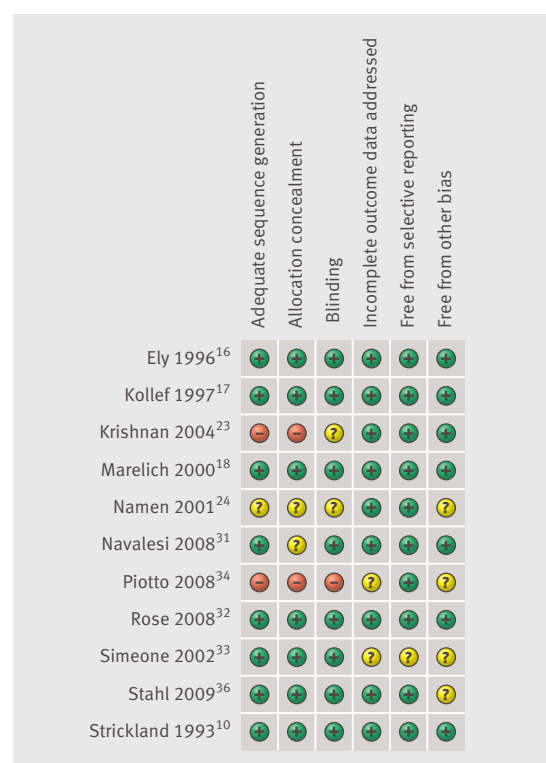 Adequate sequence generation
Allocation concealment
Blinding
Incomplete outcome data addressed
Free from selective reporting
Free from other bias
Ely 1996¹⁶ + + + + + +
Kollef 1997¹⁷ + + + + + +
Krishnan 2004²³ − − ? + + +
Marelich 2000¹⁸ + + + + + +
Namen 2001²⁴ ? ? ? + + ?
Navalesi 2008³¹ + ? + + + +
Piotto 2008³⁴ − − − ? + ?
Rose 2008³² + + + + + +
Simeone 2002³³ + + + ? ? ?
Stahl 2009³⁶ + + + + + ?
Strickland 1993¹⁰ + + + + + +